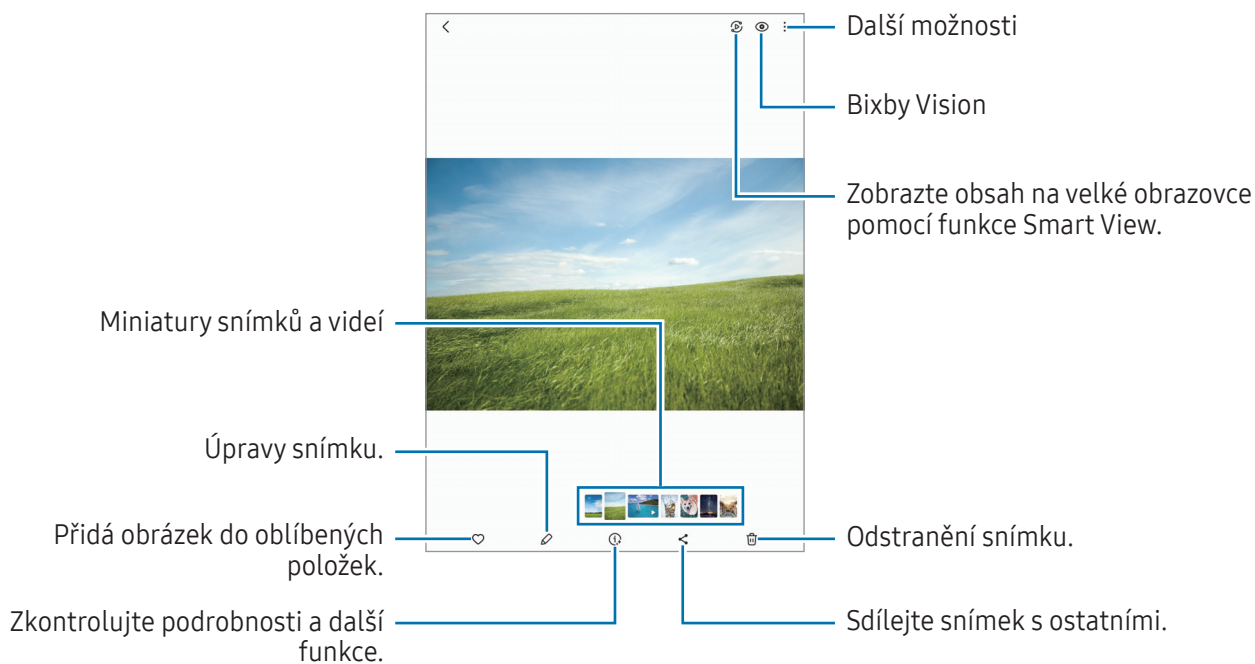 Další možnosti
Bixby Vision
Zobrazte obsah na velké obrazovce
pomocí funkce Smart View.
Miniatury snímků a videí
Úpravy snímku.
Přidá obrázek do oblíbených
položek.
Odstranění snímku.
Zkontrolujte podrobnosti a další
funkce.
Sdílejte snímek s ostatními.